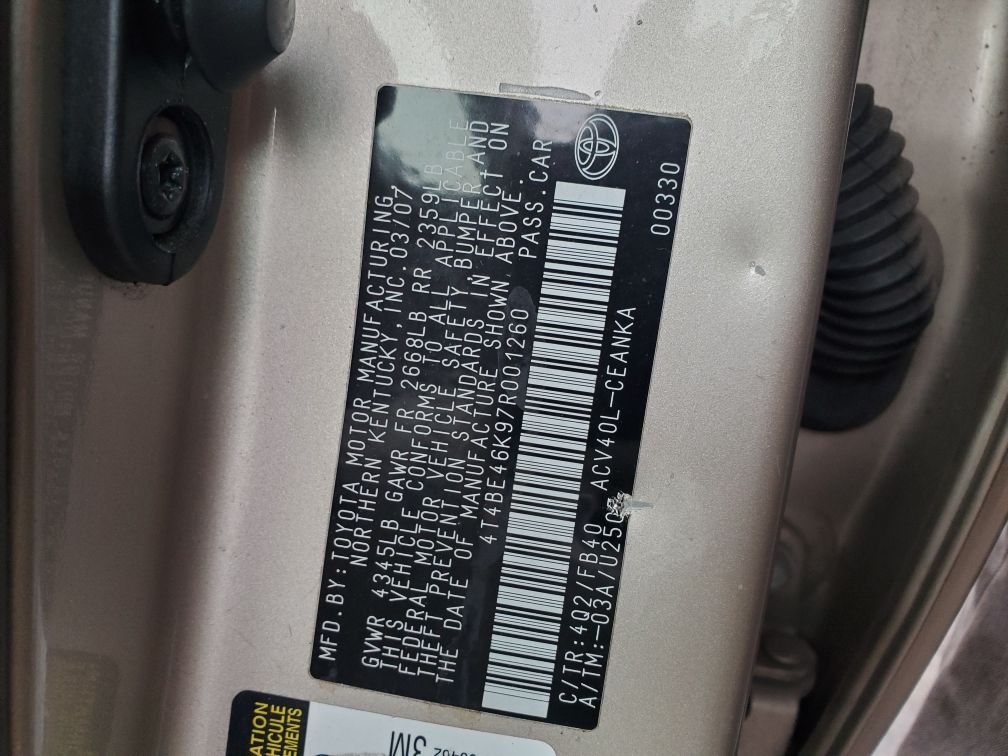 MFD.BY:TOYOTA MOTOR MANUFACTURING,
NORTHERN KENTUCKY,INC.03/07
GVWR 4345LB GAWR FR 2668LB RR 2359LB
THIS VEHICLE CONFORMS TO ALL APPLICABLE
FEDERAL MOTOR VEHICLE SAFETY,BUMPER,AND
THEFT PREVENTION STANDARDS IN EFFECT ON
THE DATE OF MANUFACTURE SHOWN ABOVE.
4T4BE46K97R001260 PASS.CAR
C/TR:4Q2/FB40
A/TM:-03A/U250 ACV40L-CEANKA 00330
3M